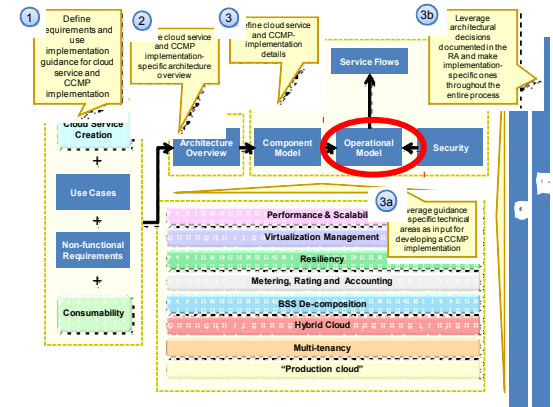 1
Define
requirements and
use
implementation
guidance for cloud
service and
CCMP
implementation
2
cloud service
and CCMP
implementation-
specific architecture
overview
3
fine cloud service
and CCMP-
implementation
details
3b
Leverage
architectural
decisions
documented in the
RA and make
implementation-
specific ones
throughout the
entire process
Service Flows
Cloud Service
Creation
+
Use Cases
+
Non-functional
Requirements
+
Consumability
Architecture
Overview
Component
Model
Operational
Model
Security
3a
verage guidance
specific technical
areas as input for
developing a CCMP
implementation
Performance & Scalabil
Virtualization Management
Resiliency
Metering, Rating and Accounting
BSS De-composition
Hybrid Cloud
Multi-tenancy
“Production cloud”